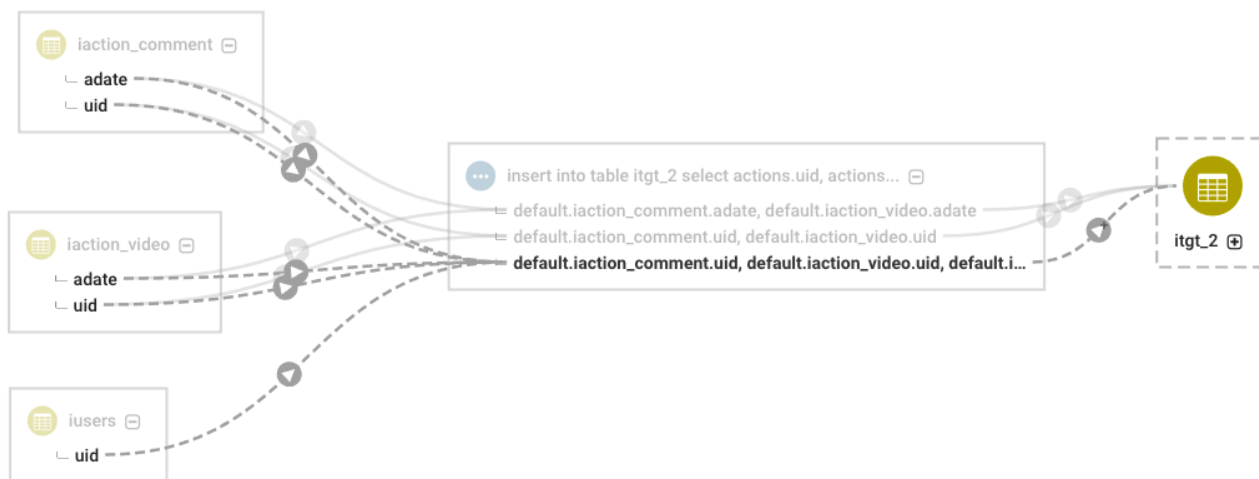 iaction_comment
adate
uid
insert into table itgt_2 select actions.uid, actions...
default.iaction_comment.adate, default.iaction_video.adate
default.iaction_comment.uid, default.iaction_video.uid
default.iaction_comment.uid, default.iaction_video.uid, default.i...
itgt_2
iaction_video
adate
uid
iusers
uid